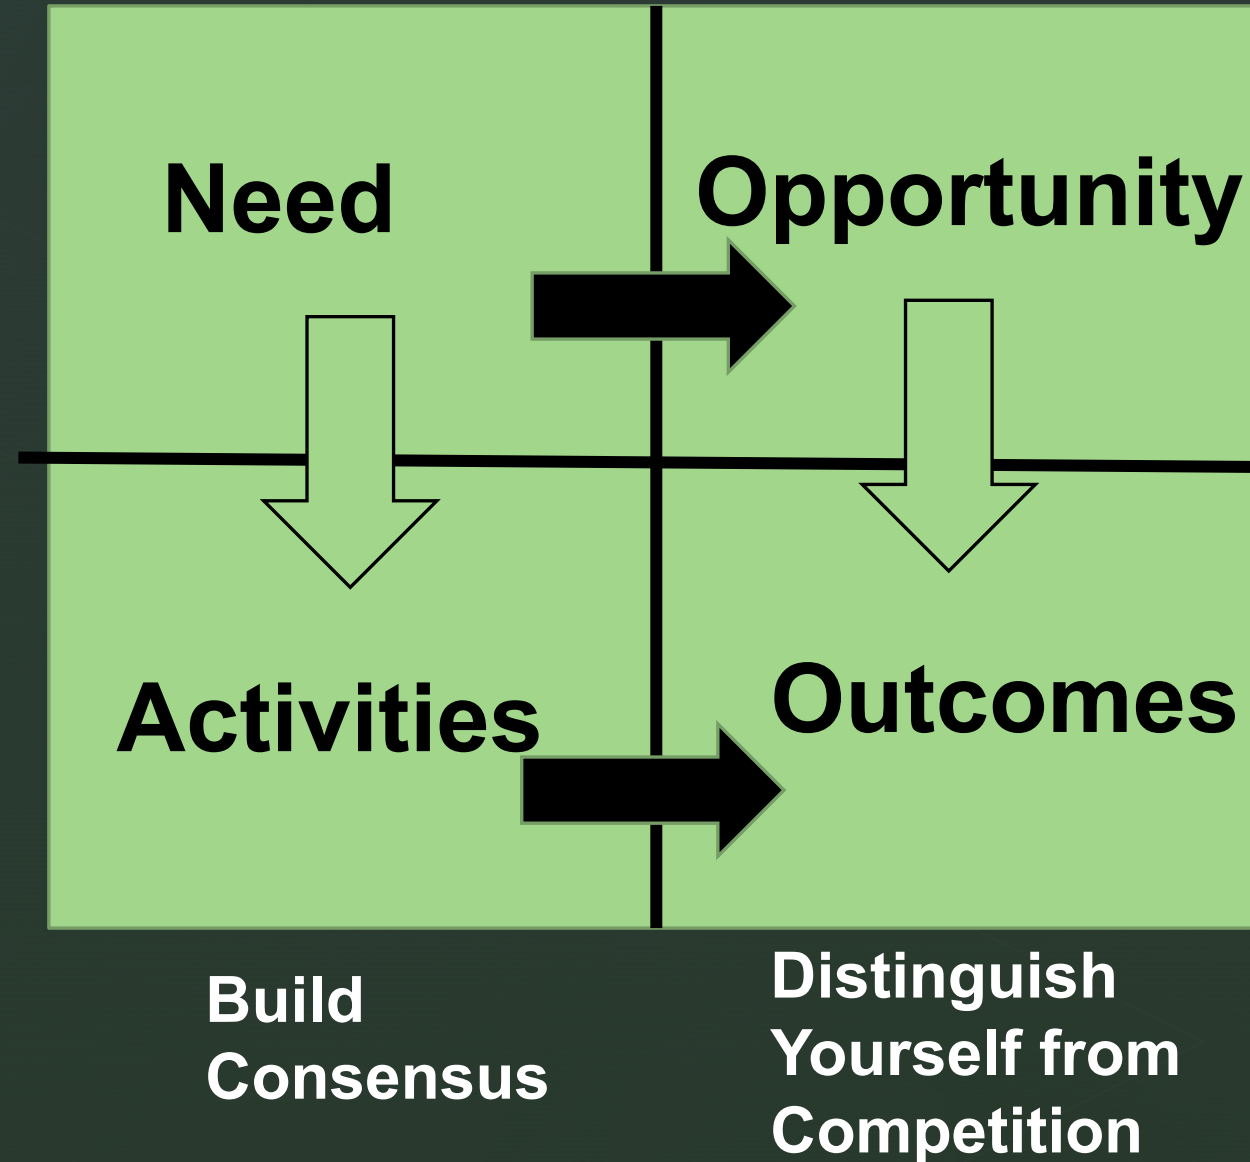 Need
Opportunity
Activities
Outcomes
Build
Consensus
Distinguish
Yourself from
Competition